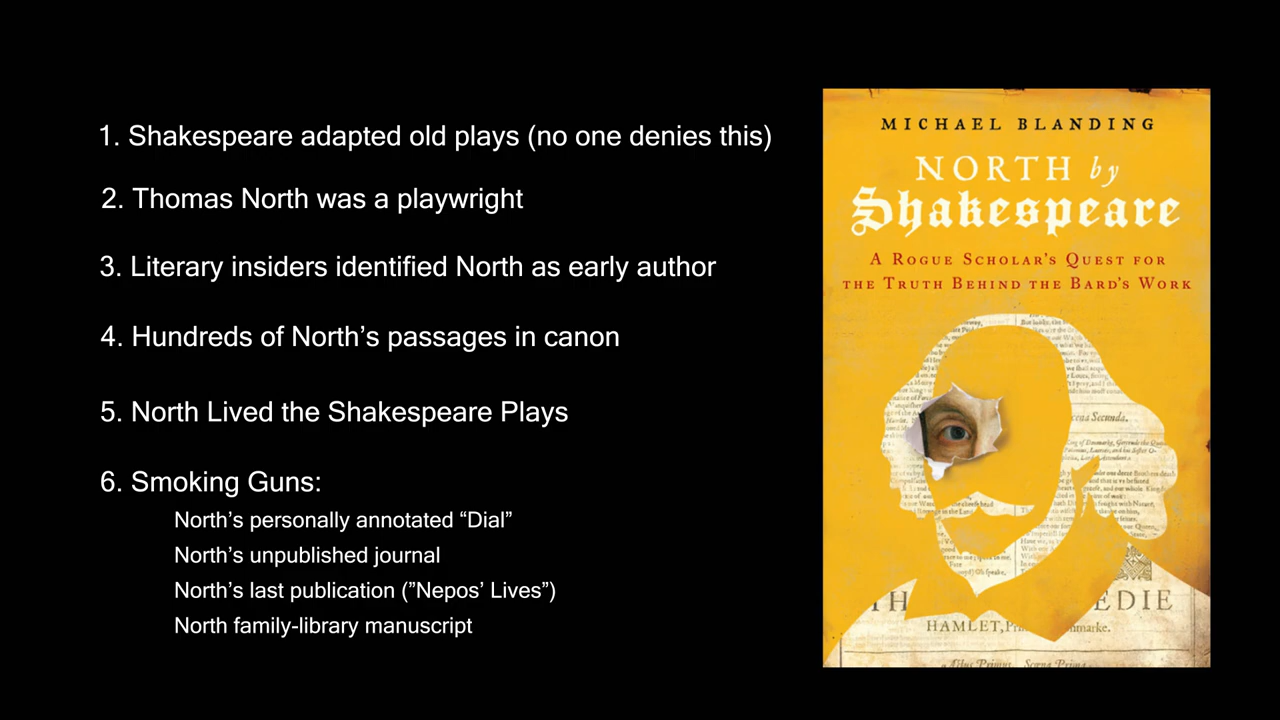 1. Shakespeare adapted old plays (no one denies this)
2. Thomas North was a playwright
3. Literary insiders identified North as early author
4. Hundreds of North’s passages in canon
5. North Lived the Shakespeare Plays
6. Smoking Guns:
North’s personally annotated “Dial”
North’s unpublished journal
North’s last publication (”Nepos’ Lives”)
North family-library manuscript
MICHAEL BLANDING
NORTH by
Shakespeare
A ROGUE SCHOLAR’S QUEST FOR
THE TRUTH BEHIND THE BARD’S WORK
EDIE
HAMLET,